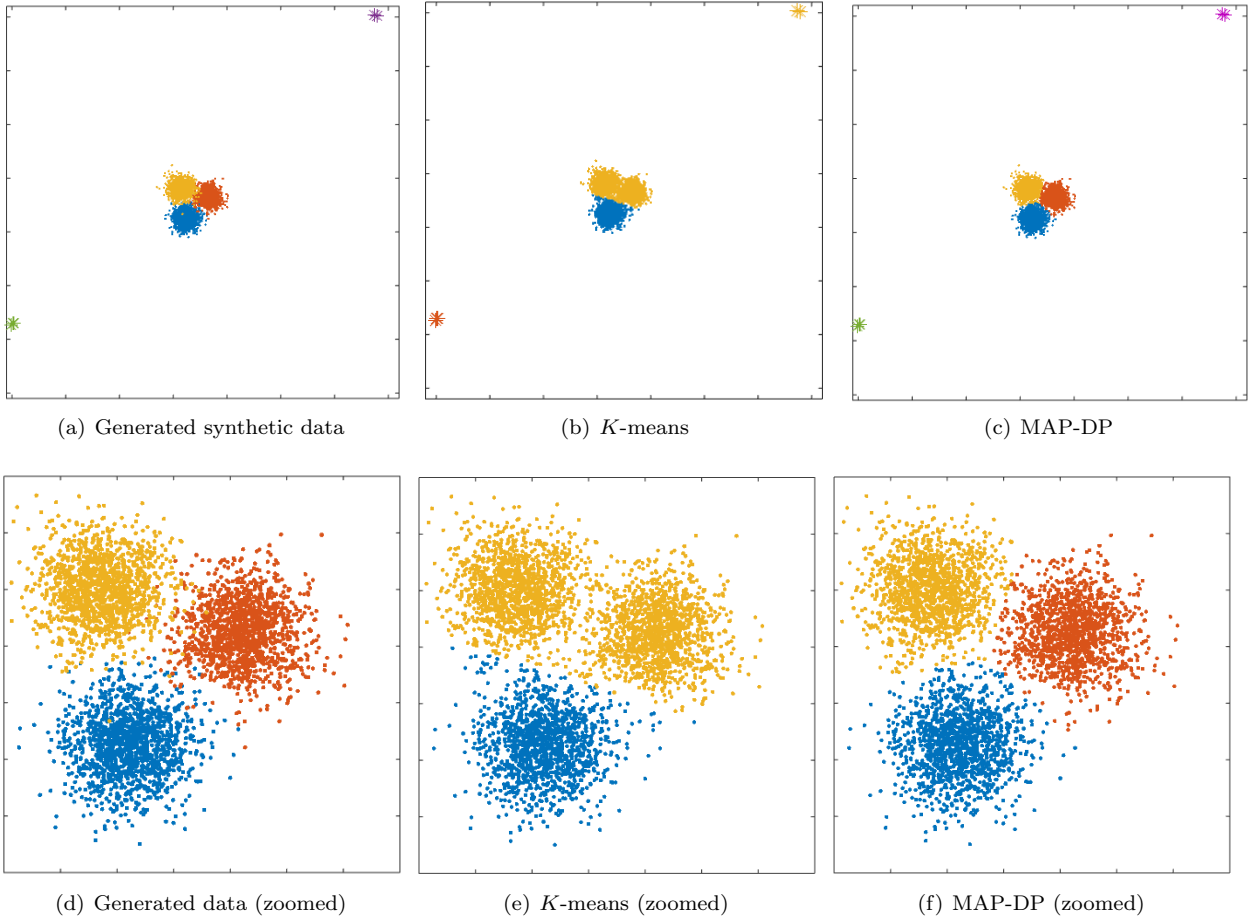 (a) Generated synthetic data
(b) K-means
(c) MAP-DP
(d) Generated data (zoomed)
(e) K-means (zoomed)
(f) MAP-DP (zoomed)